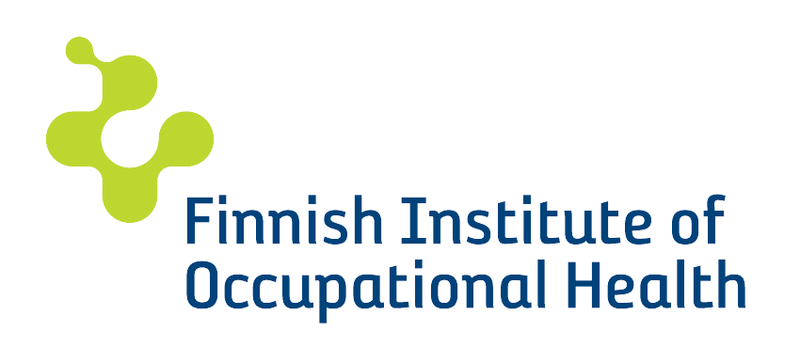 Finnish Institute of
Occupational Health